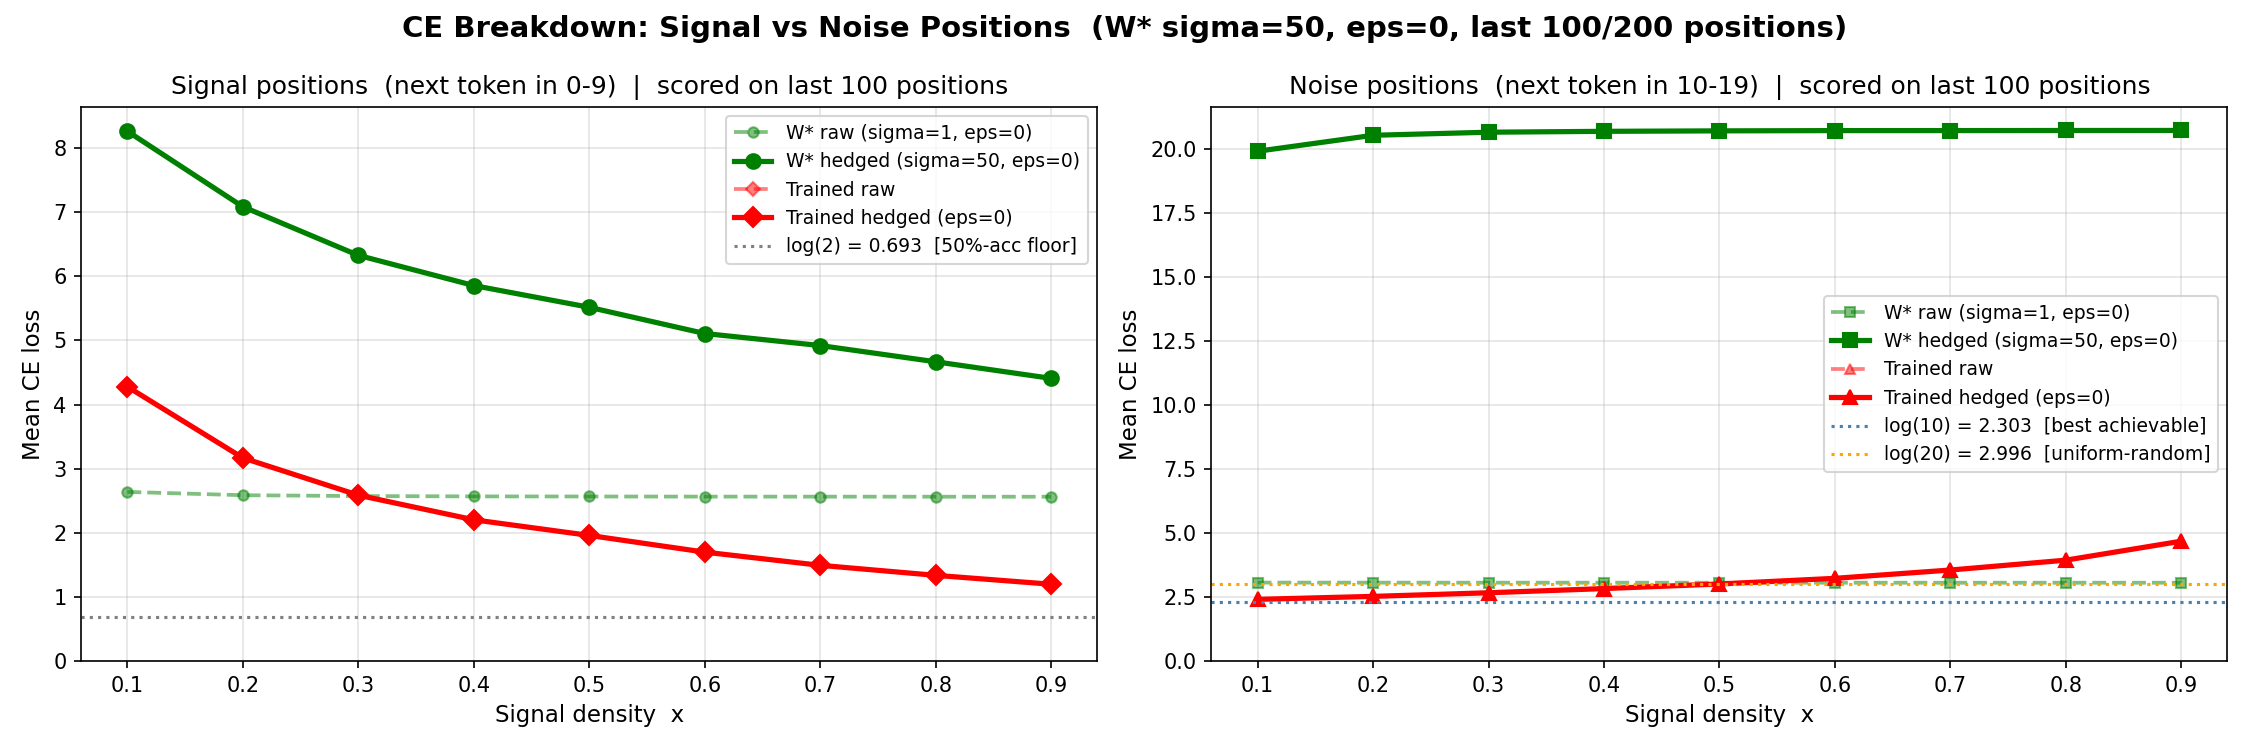 CE Breakdown: Signal vs Noise Positions  (W* sigma=50, eps=0, last 100/200 positions)
Signal positions  (next token in 0-9)  |  scored on last 100 positions
Mean CE loss
8
7
6
5
4
3
2
1
0
W* raw (sigma=1, eps=0)
W* hedged (sigma=50, eps=0)
Trained raw
Trained hedged (eps=0)
log(2) = 0.693  [50%-acc floor]
0.1 0.2 0.3 0.4 0.5 0.6 0.7 0.8 0.9
Signal density  x
Noise positions  (next token in 10-19)  |  scored on last 100 positions
Mean CE loss
20.0
17.5
15.0
12.5
10.0
7.5
5.0
2.5
0.0
W* raw (sigma=1, eps=0)
W* hedged (sigma=50, eps=0)
Trained raw
Trained hedged (eps=0)
log(10) = 2.303  [best achievable]
log(20) = 2.996  [uniform-random]
0.1 0.2 0.3 0.4 0.5 0.6 0.7 0.8 0.9
Signal density  x